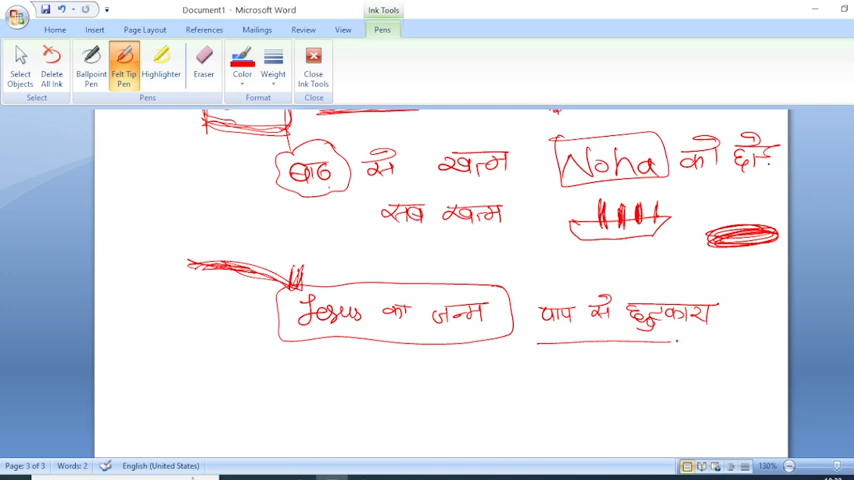 Document1 - Microsoft Word
Ink Tools
Home Insert Page Layout References Mailings Review View Pens
Select Objects
Delete All Ink
Ballpoint Pen
Felt Tip Pen
Highlighter
Eraser
Color
Weight
Close Ink Tools
Select Pens Format Close
बाढ से खत्म Noha को
सब खत्म
Jesus का जन्म पाप से छुटकारा
Page: 3 of 3 Words: 2 English (United States) 130%